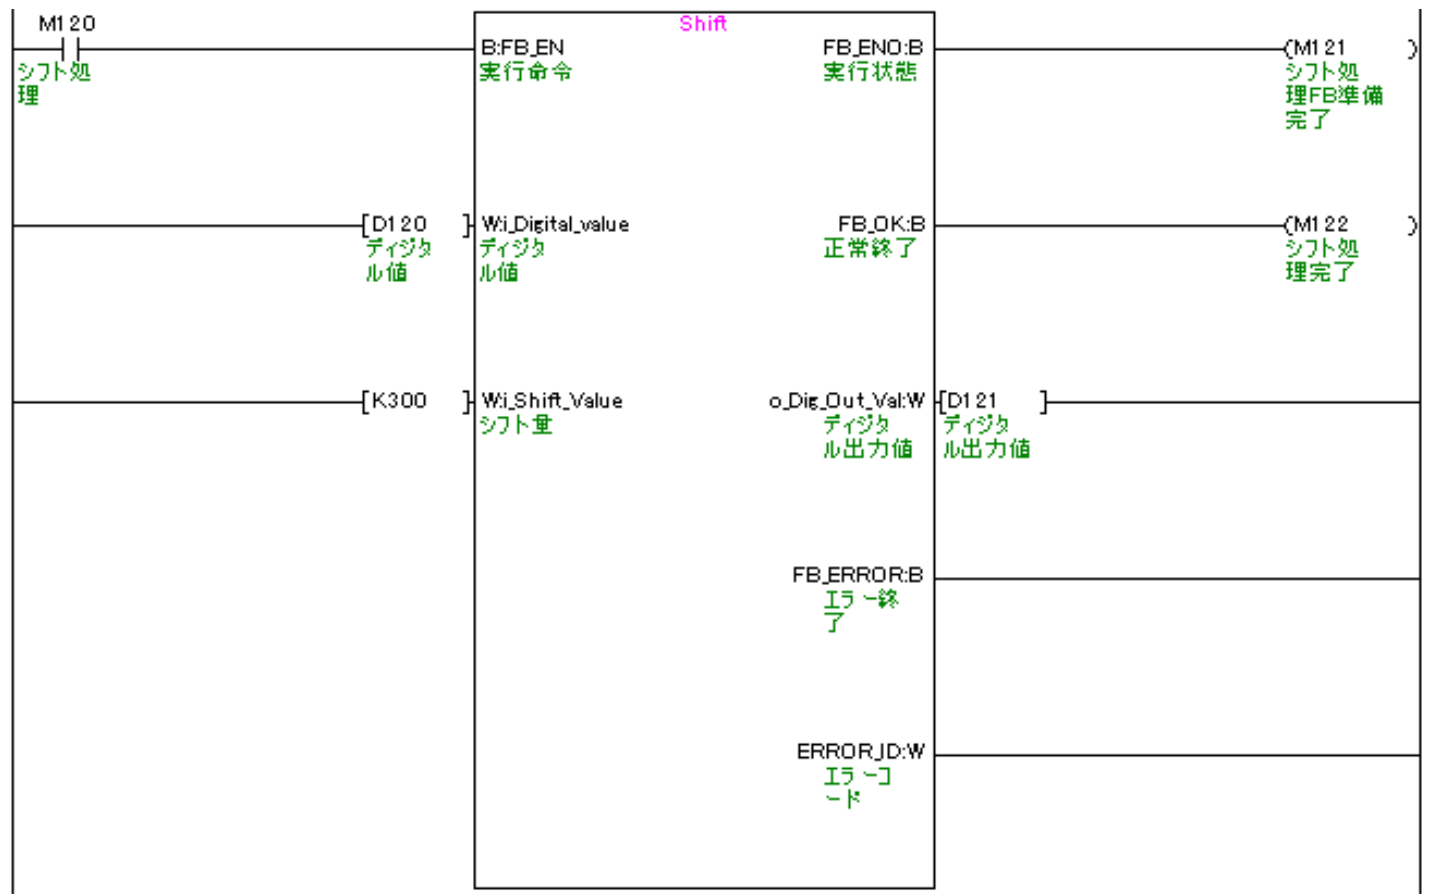 Shift
M120
シフト処
理
B:FB_EN
実行命令
FB_ENO:B
実行状態
(M121 )
シフト処
理FB準備
完了
[D120 ]
ディジタ
ル値
W:i_Digital_value
ディジタ
ル値
FB_OK:B
正常終了
(M122 )
シフト処
理完了
[K300 ]
W:i_Shift_Value
シフト量
o_Dig_Out_Val:W
ディジタ
ル出力値
[D121 ]
ディジタ
ル出力値
FB_ERROR:B
エラー終
了
ERROR_ID:W
エラーコ
ード